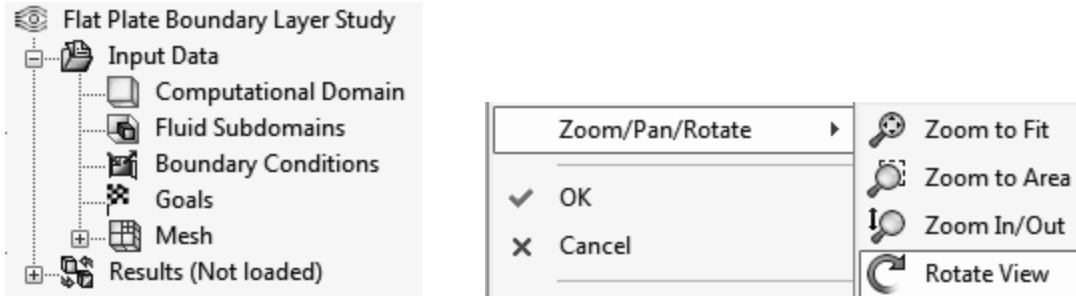 Flat Plate Boundary Layer Study
Input Data
Computational Domain
Fluid Subdomains
Boundary Conditions
Goals
Mesh
Results (Not loaded)
Zoom/Pan/Rotate
OK
Cancel
Zoom to Fit
Zoom to Area
Zoom In/Out
Rotate View